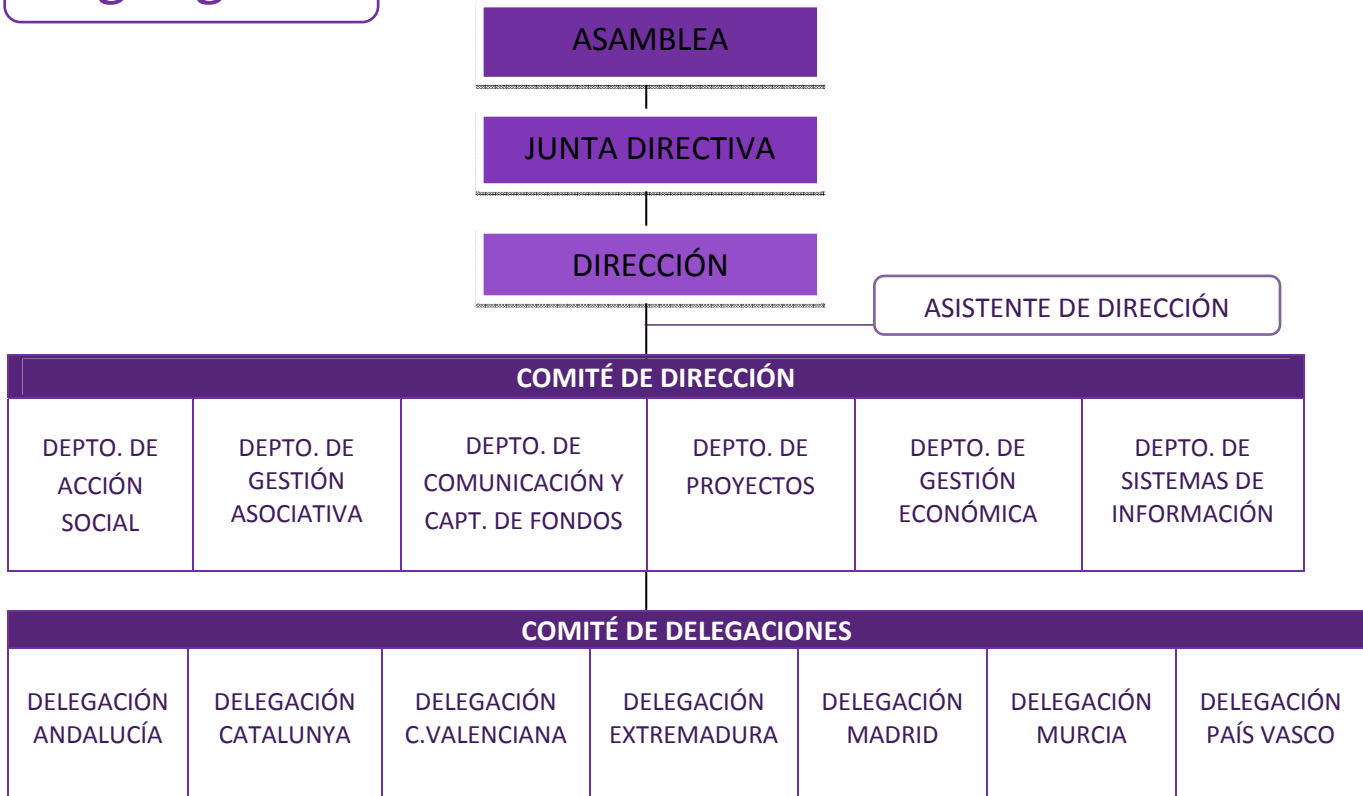 ASAMBLEA
JUNTA DIRECTIVA
DIRECCIÓN
ASISTENTE DE DIRECCIÓN
COMITÉ DE DIRECCIÓN
DEPTO. DE
ACCIÓN
SOCIAL
DEPTO. DE
GESTIÓN
ASOCIATIVA
DEPTO. DE
COMUNICACIÓN Y
CAPT. DE FONDOS
DEPTO. DE
PROYECTOS
DEPTO. DE
GESTIÓN
ECONÓMICA
DEPTO. DE
SISTEMAS DE
INFORMACIÓN
COMITÉ DE DELEGACIONES
DELEGACIÓN
ANDALUCÍA
DELEGACIÓN
CATALUNYA
DELEGACIÓN
C.VALENCIANA
DELEGACIÓN
EXTREMADURA
DELEGACIÓN
MADRID
DELEGACIÓN
MURCIA
DELEGACIÓN
PAÍS VASCO